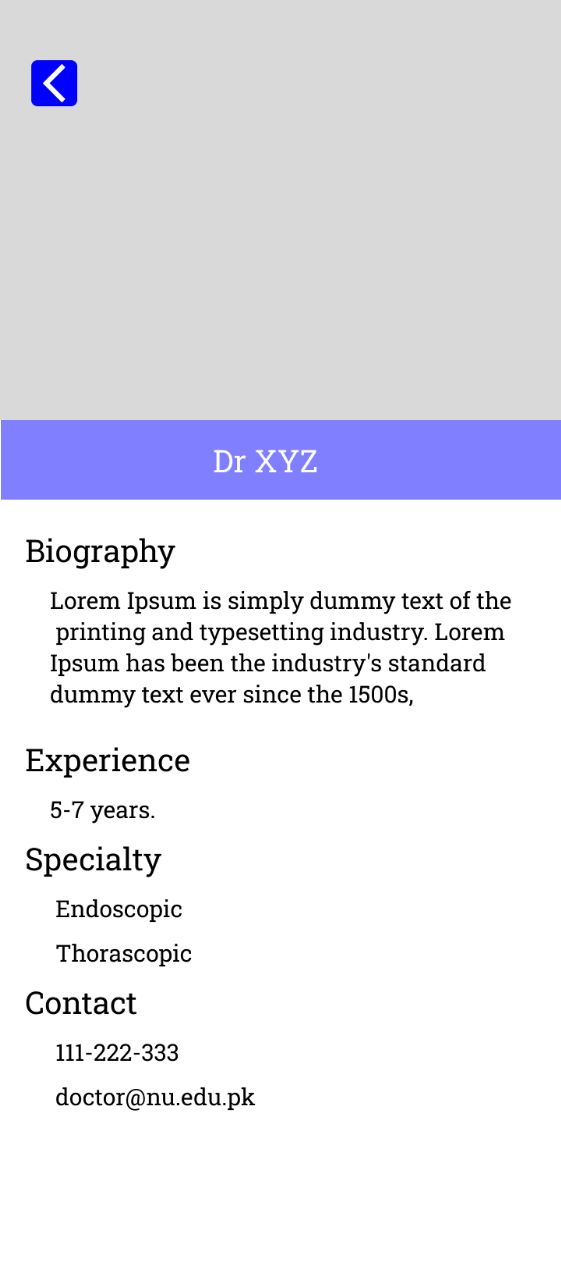 Dr XYZ
Biography
Lorem Ipsum is simply dummy text of the
printing and typesetting industry. Lorem
Ipsum has been the industry's standard
dummy text ever since the 1500s,
Experience
5-7 years.
Specialty
Endoscopic
Thorascopic
Contact
111-222-333
doctor@nu.edu.pk